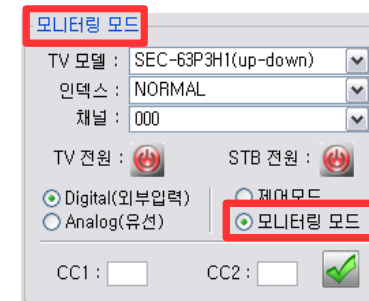 모니터링 모드
TV 모델 : SEC-63P3H1(up-down)
인덱스 : NORMAL
채널 : 000
TV 전원 : STB 전원 :
Digital(외부입력) 제어모드
Analog(유선) 모니터링 모드
CC1 : CC2 :